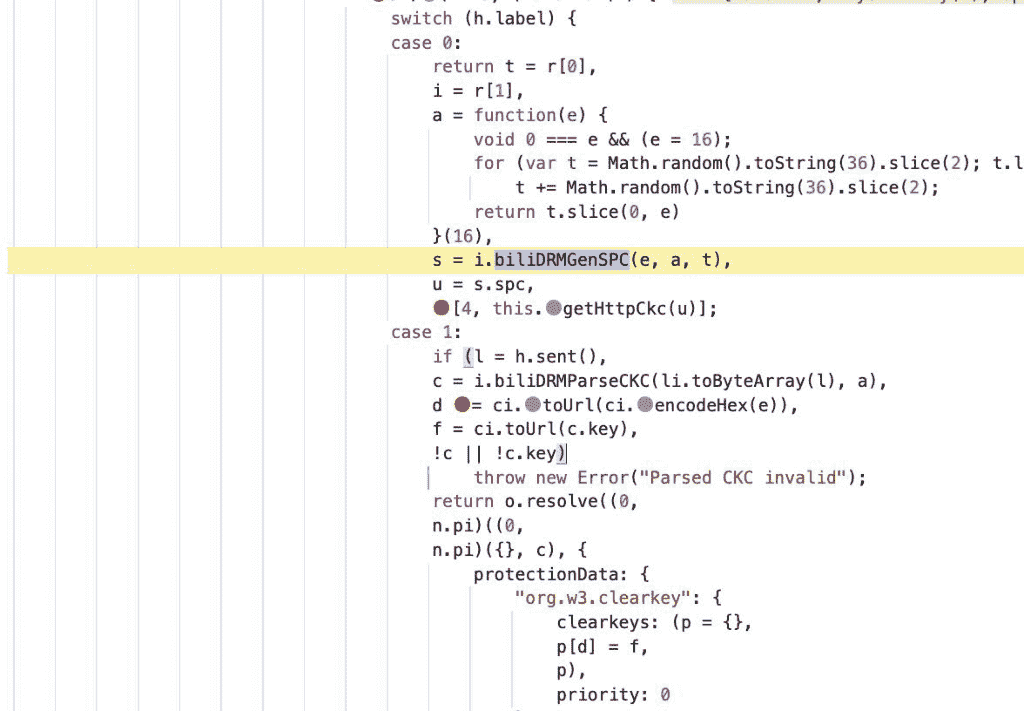 switch (h.label) {
case 0:
return t = r[0],
i = r[1],
a = function(e) {
void 0 === e && (e = 16);
for (var t = Math.random().toString(36).slice(2); t.l
t += Math.random().toString(36).slice(2);
return t.slice(0, e)
}(16),
s = i.biliDRMGenSPC(e, a, t),
u = s.spc,
[4, this.getHttpCkc(u)];
case 1:
if (l = h.sent(),
c = i.biliDRMParseCKC(li.toByteArray(l), a),
d = ci.toUrl(ci.encodeHex(e)),
f = ci.toUrl(c.key),
!c || !c.key)
throw new Error("Parsed CKC invalid");
return o.resolve((0,
n.pi)((0,
n.pi)({}, c), {
protectionData: {
"org.w3.clearkey": {
clearkeys: (p = {},
p[d] = f,
p),
priority: 0